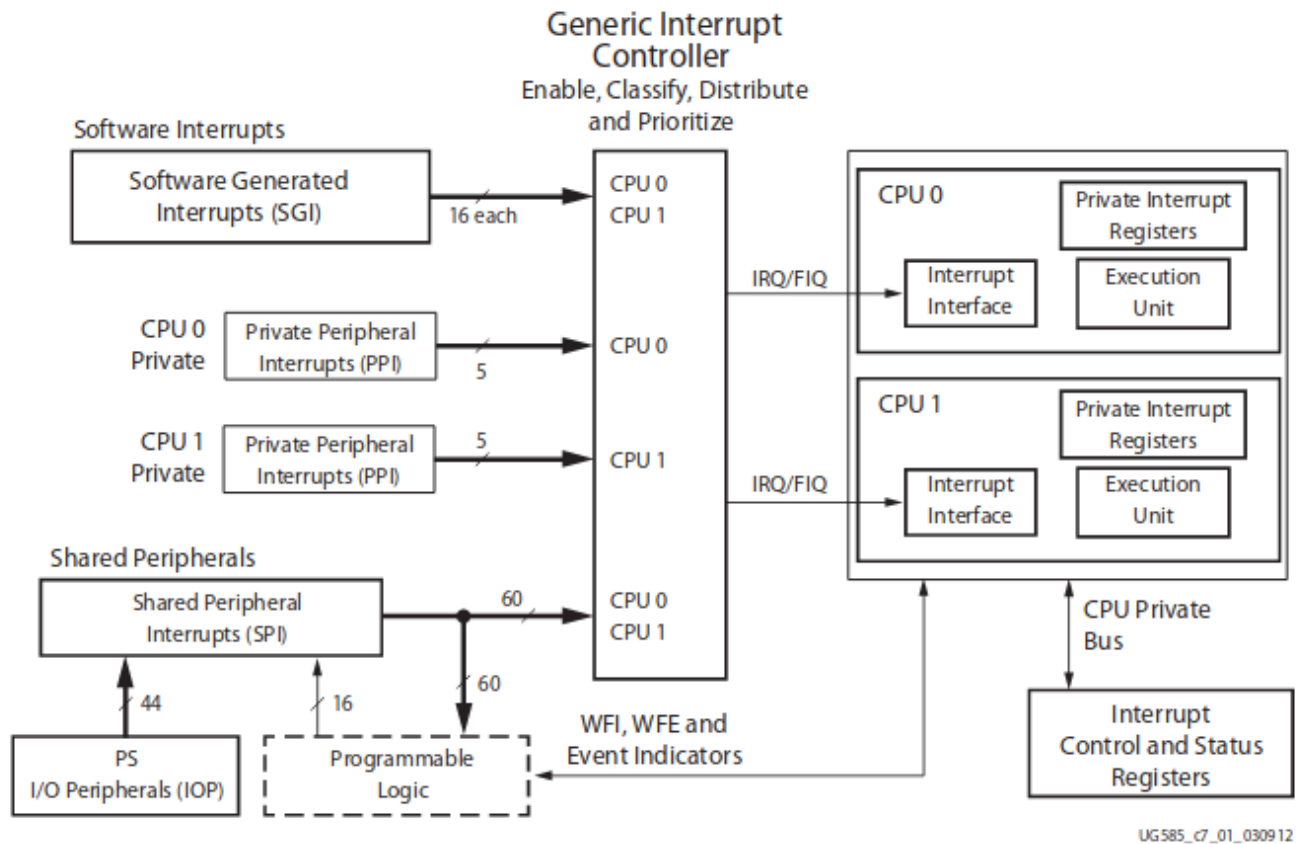 Generic Interrupt
Controller
Enable, Classify, Distribute
and Prioritize
Software Interrupts
Software Generated
Interrupts (SGI)
16 each
CPU 0
CPU 1
CPU 0
Private
Private Peripheral
Interrupts (PPI)
5
CPU 0
CPU 1
Private
Private Peripheral
Interrupts (PPI)
5
CPU 1
Shared Peripherals
Shared Peripheral
Interrupts (SPI)
60
CPU 0
CPU 1
44
16
60
PS
I/O Peripherals (IOP)
Programmable
Logic
WFI, WFE and
Event Indicators
IRQ/FIQ
CPU 0
Private Interrupt
Registers
Interrupt
Interface
Execution
Unit
IRQ/FIQ
CPU 1
Private Interrupt
Registers
Interrupt
Interface
Execution
Unit
CPU Private
Bus
Interrupt
Control and Status
Registers
UG585_c7_01_030912